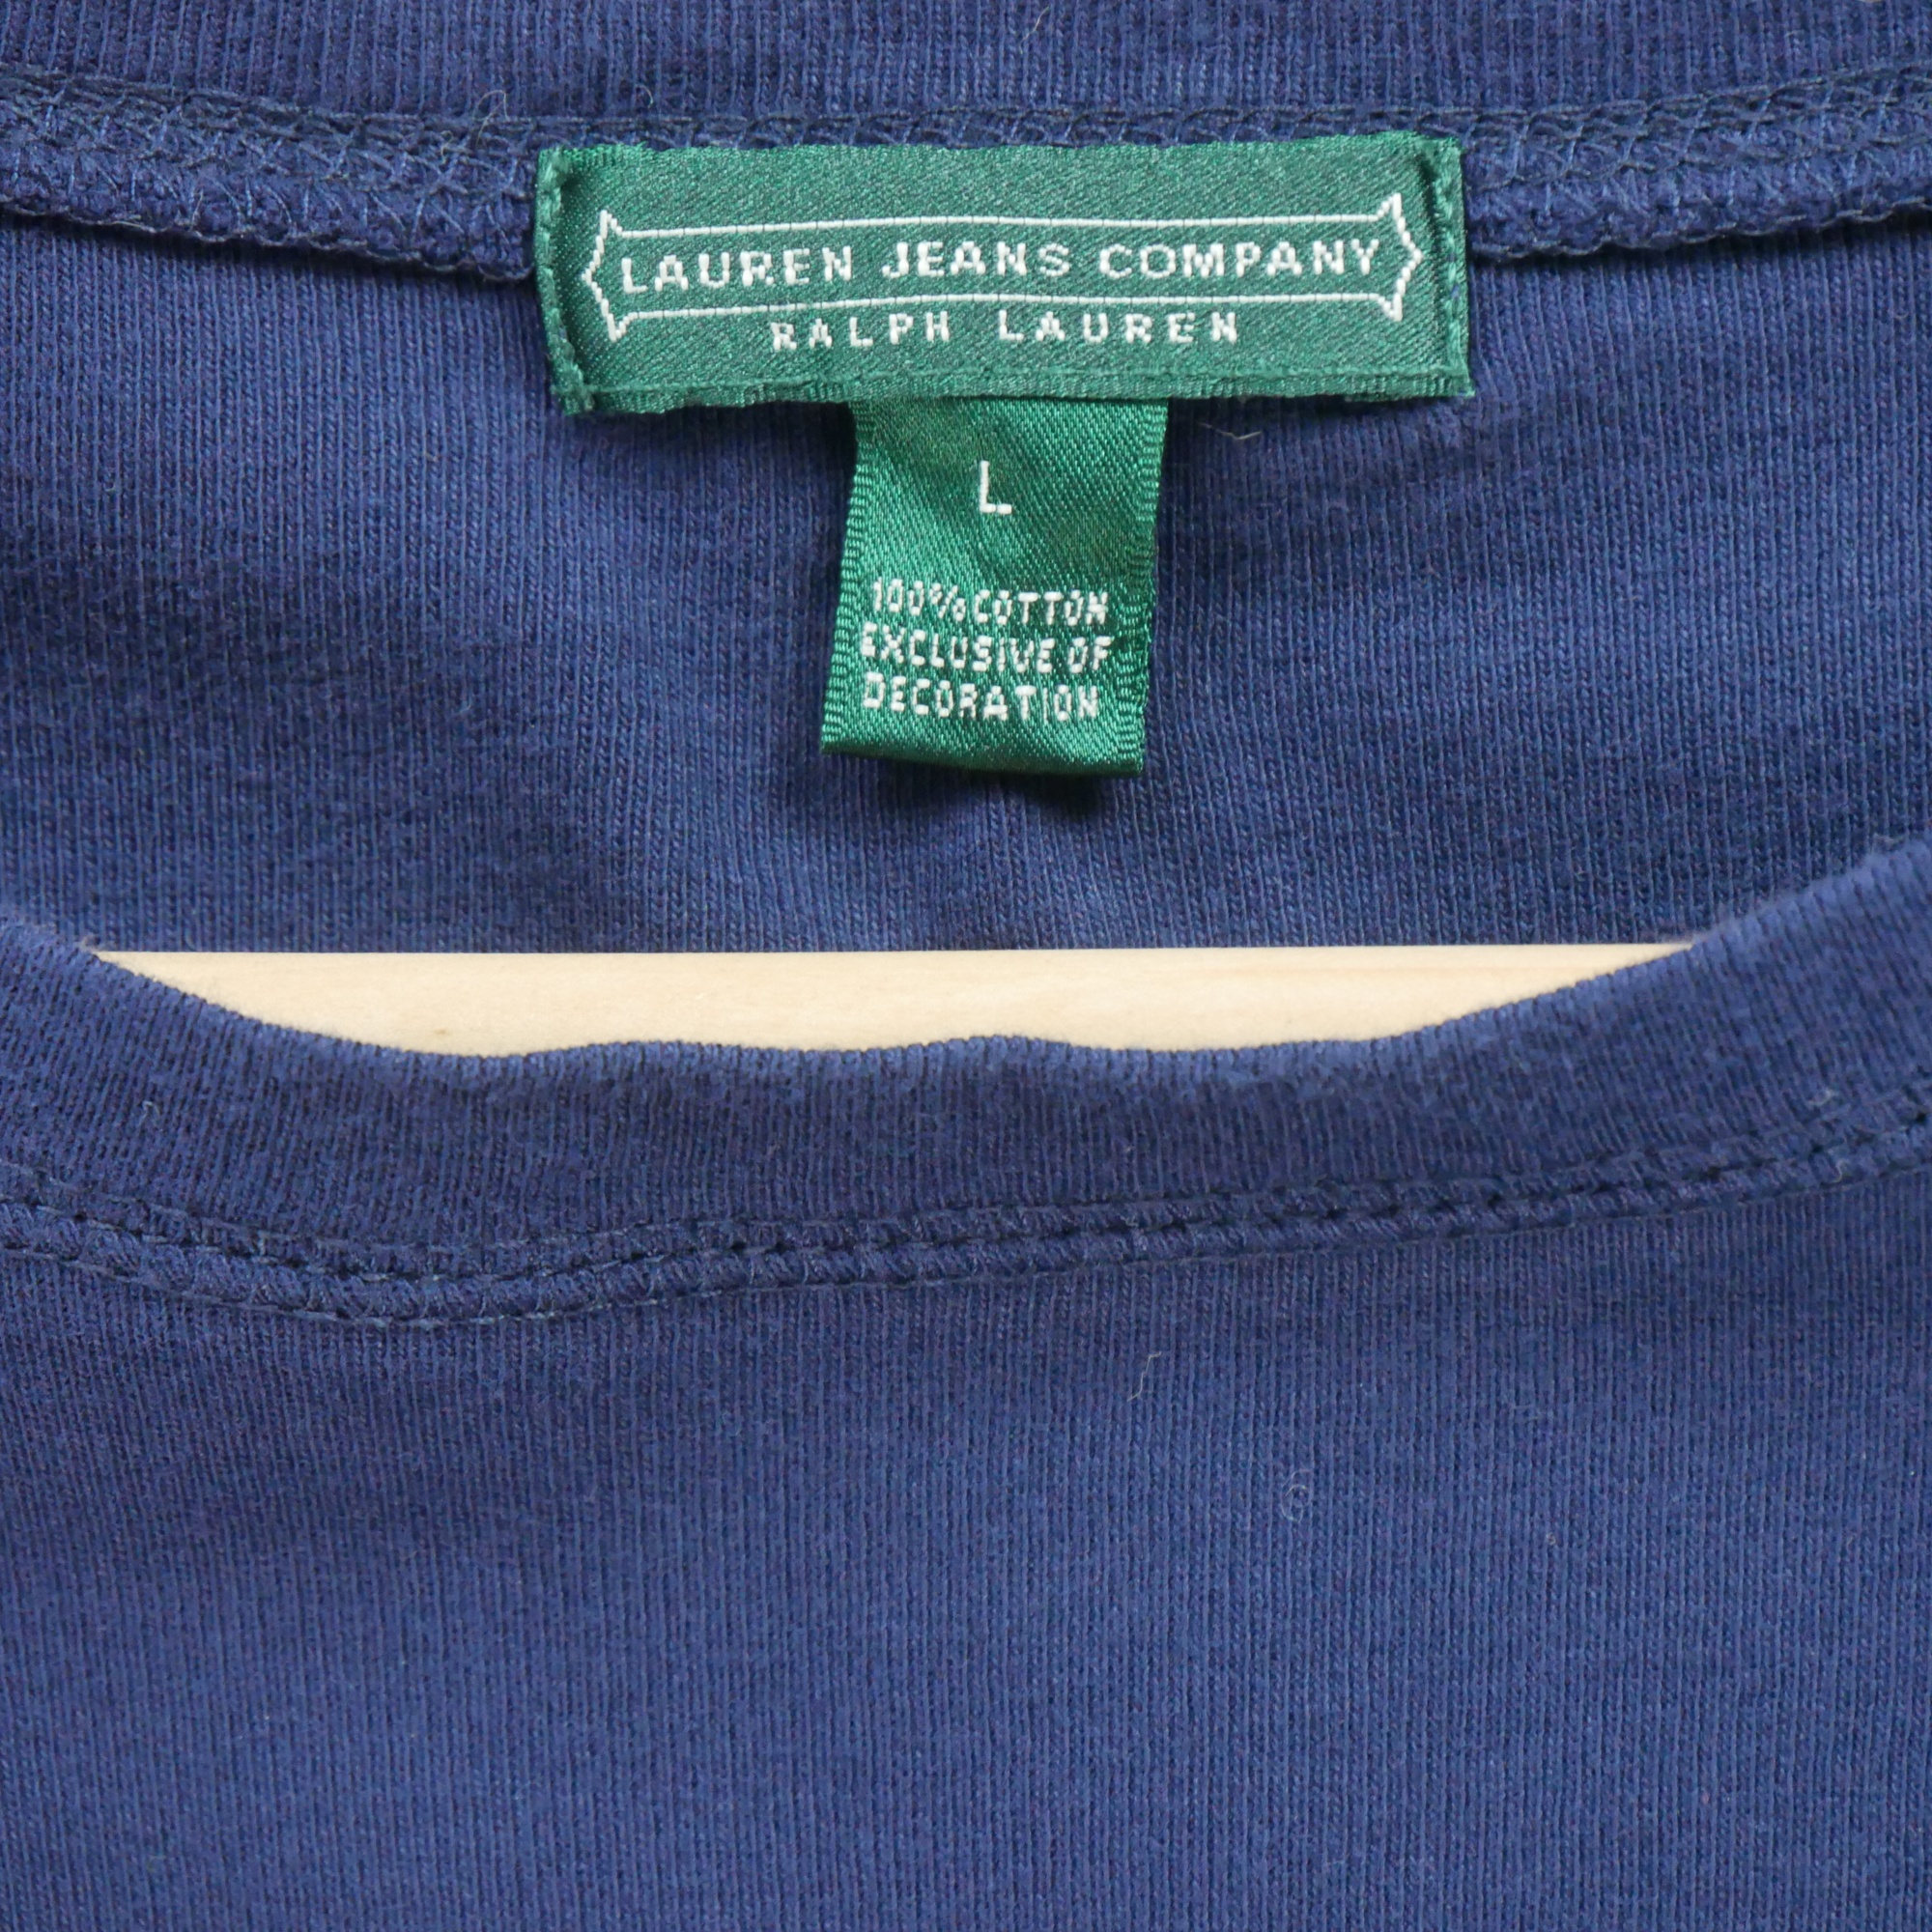 LAUREN JEANS COMPANY
RALPH LAUREN
L
100% COTTON
EXCLUSIVE OF
DECORATION